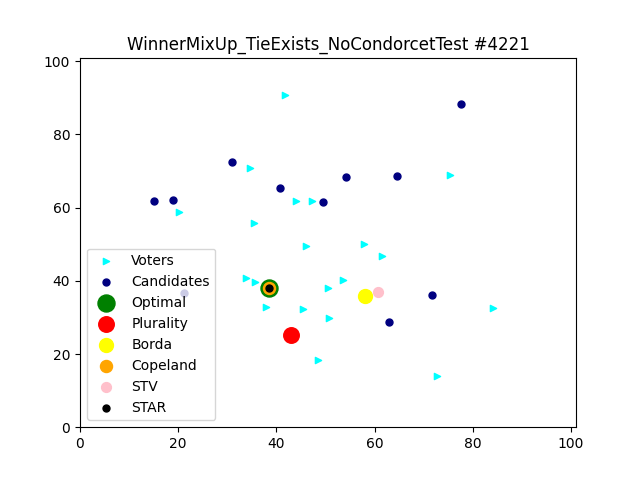 WinnerMixUp_TieExists_NoCondorcetTest #4221
100
80
60
40
20
0
Voters
Candidates
Optimal
Plurality
Borda
Copeland
STV
STAR
0 20 40 60 80 100